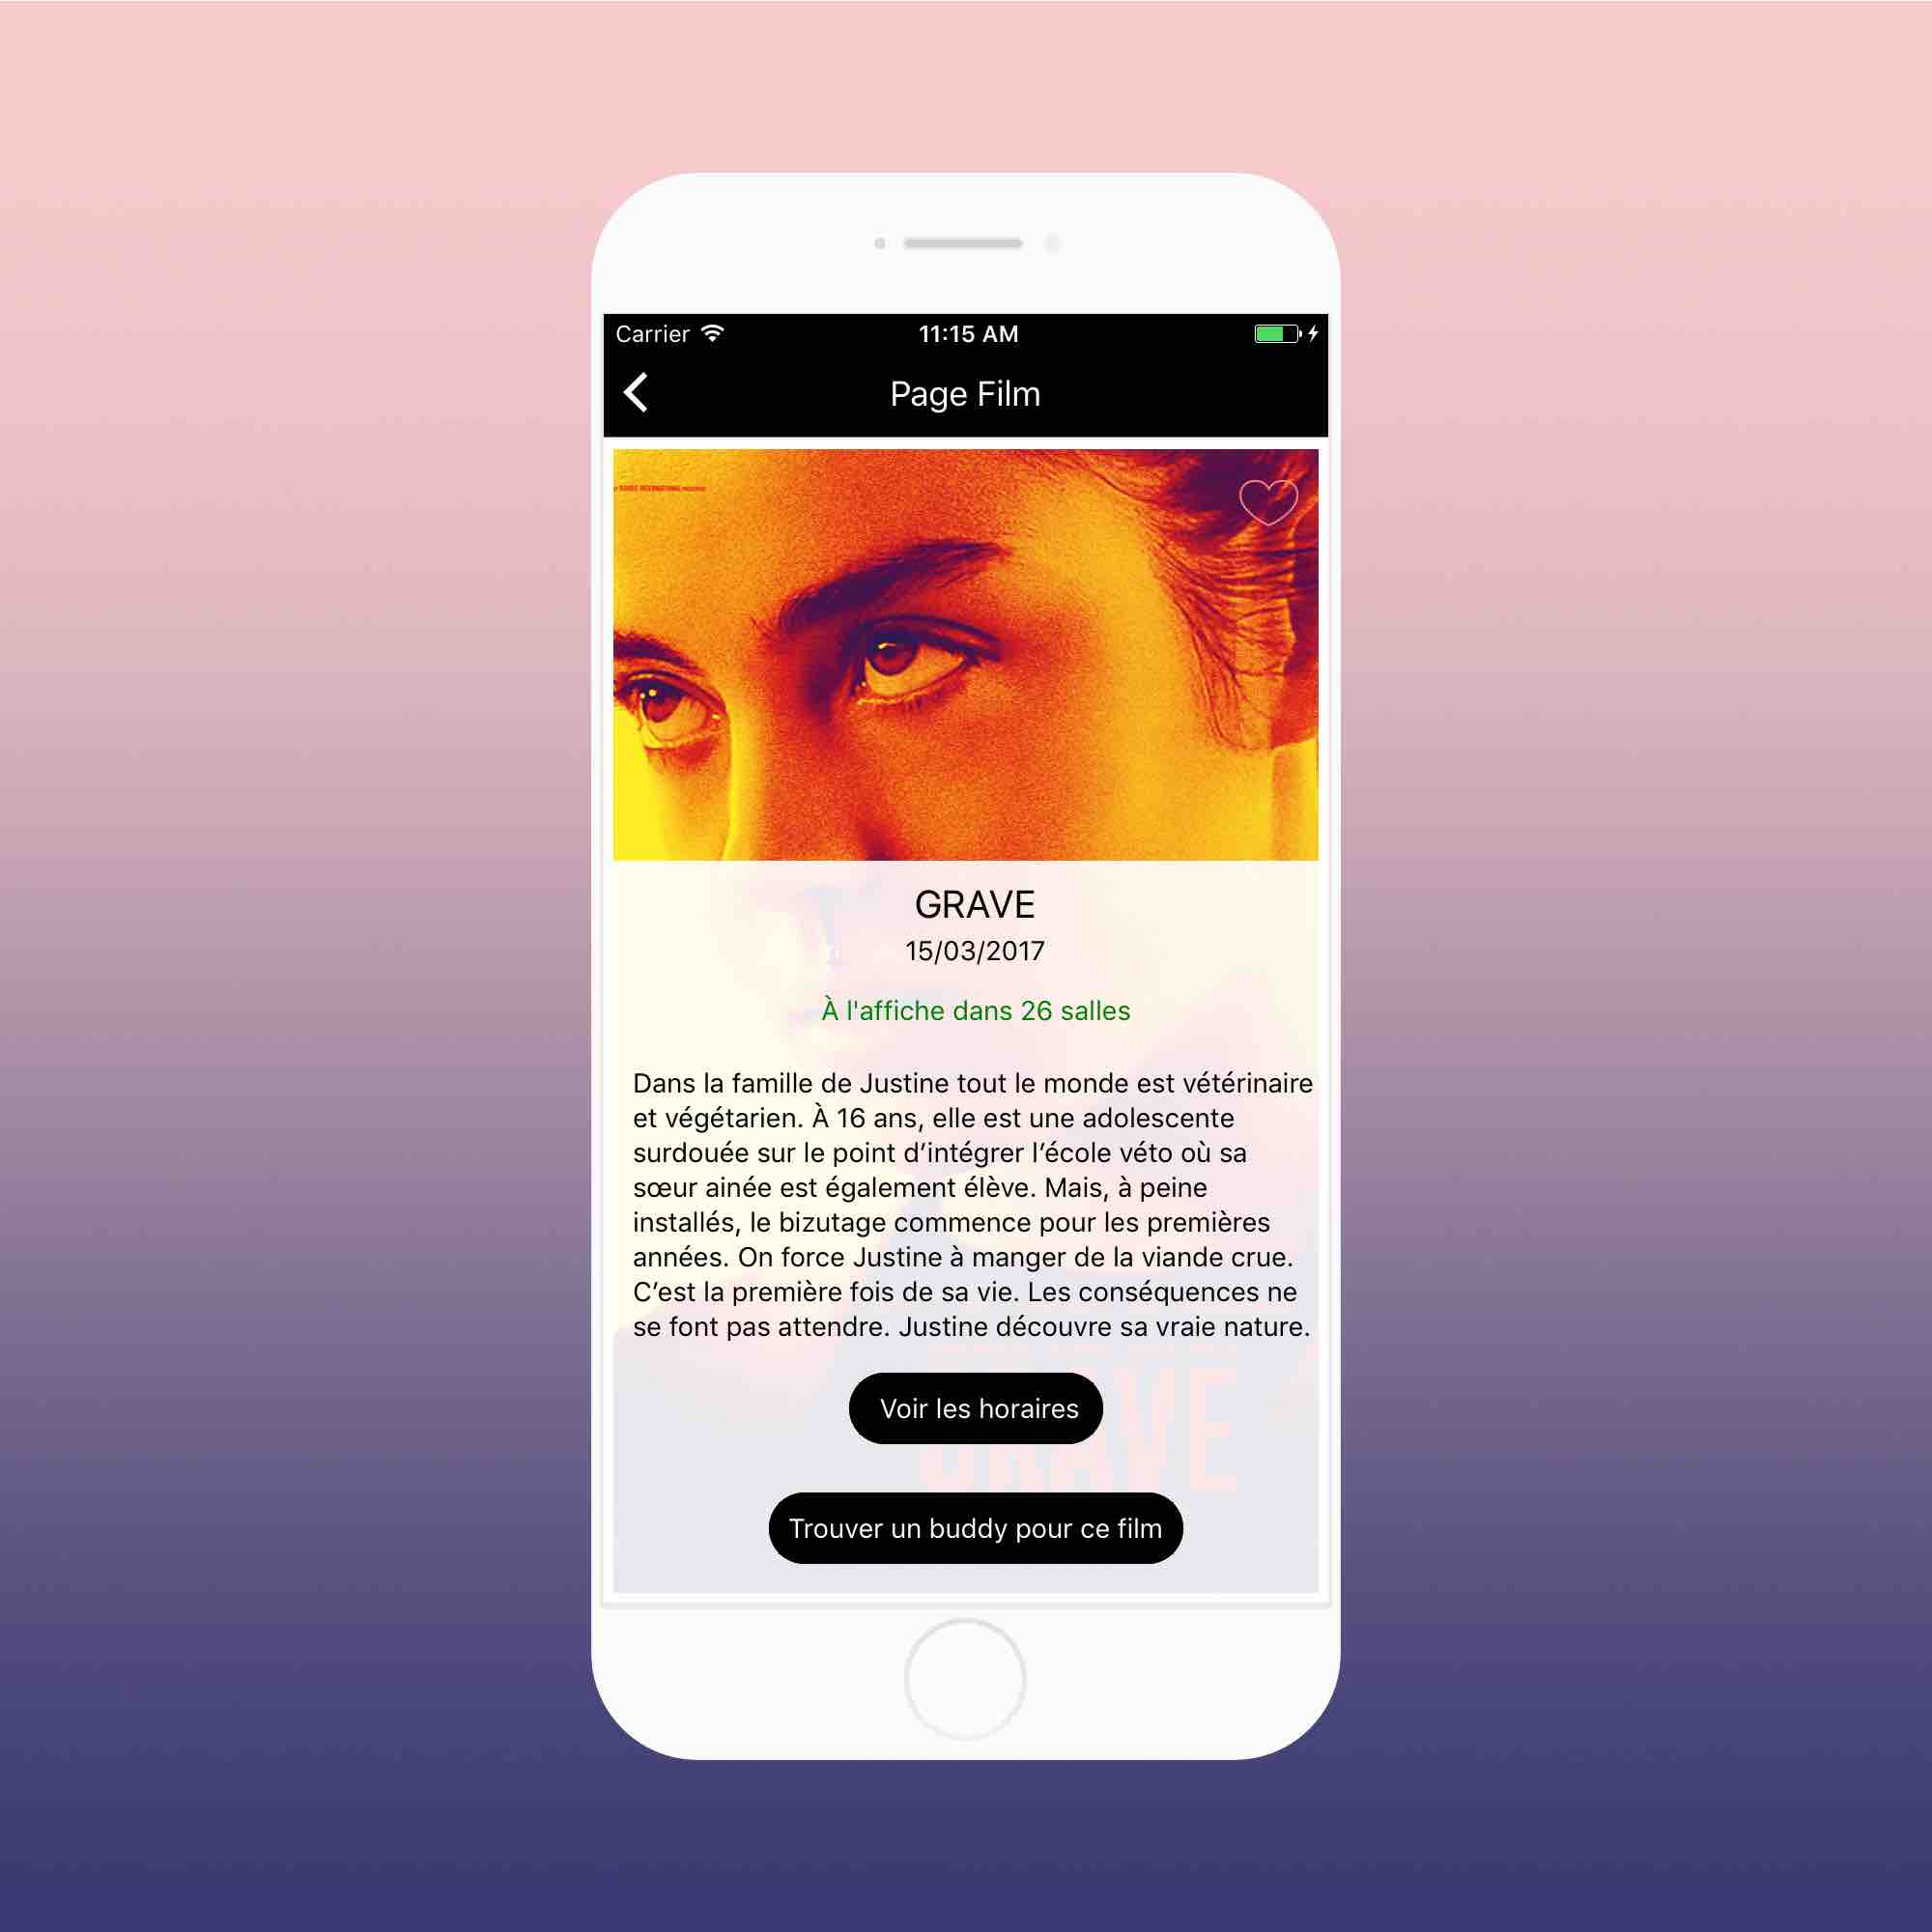 Carrier 11:15 AM
Page Film
GRAVE
15/03/2017
À l'affiche dans 26 salles
Dans la famille de Justine tout le monde est vétérinaire
et végétarien. À 16 ans, elle est une adolescente
surdouée sur le point d’intégrer l’école véto où sa
sœur ainée est également élève. Mais, à peine
installés, le bizutage commence pour les premières
années. On force Justine à manger de la viande crue.
C’est la première fois de sa vie. Les conséquences ne
se font pas attendre. Justine découvre sa vraie nature.
Voir les horaires
GRAVE
Trouver un buddy pour ce film